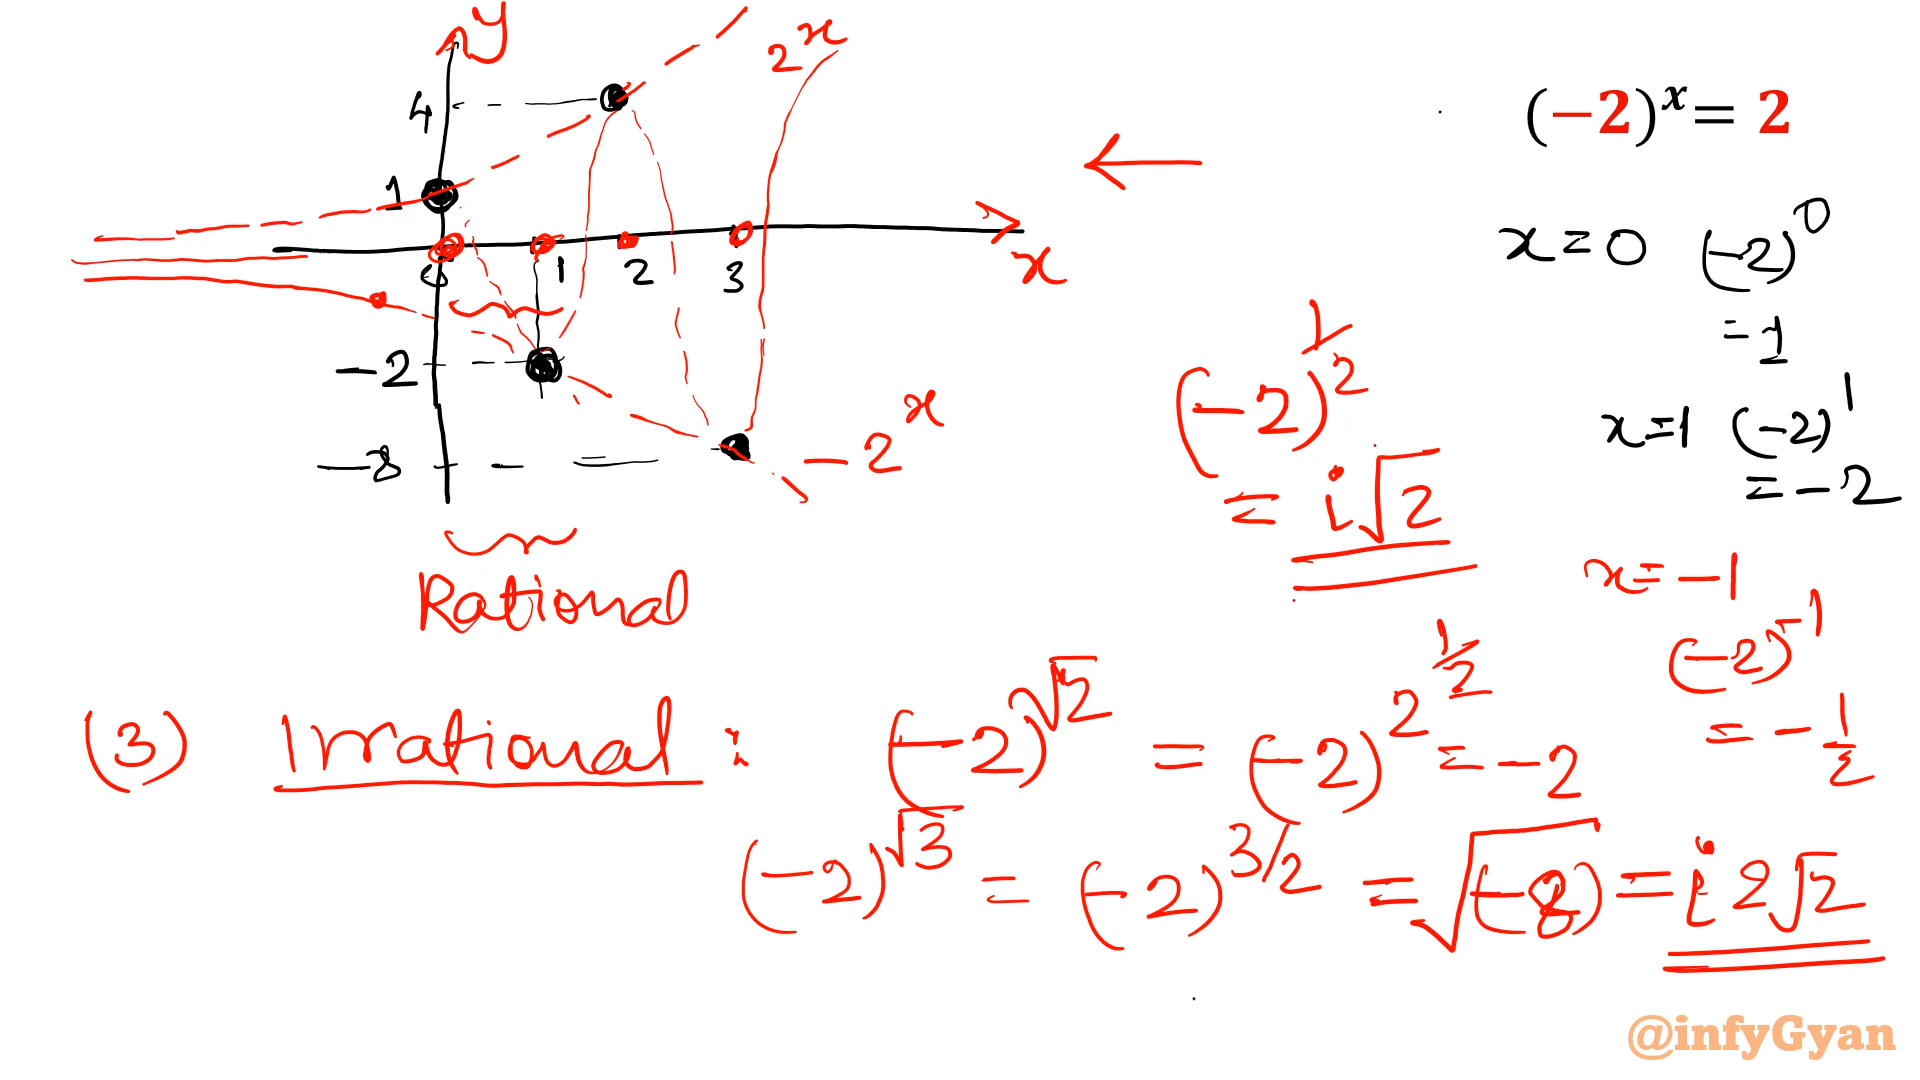 y
4
1
0 1 2 3
x
-2
-8
2^x
-2^x
Rational
(-2)^x = 2
x = 0 (-2)^0
= 1
x = 1 (-2)^1
= -2
x = -1
(-2)^-1
= -1/2
(-2)^1/2
= i√2
(3) Irrational : (-2)^√2 = (-2)^2^1/2 = -2
(-2)^√3 = (-2)^3/2 = √(-8) = i2√2
@infyGyan